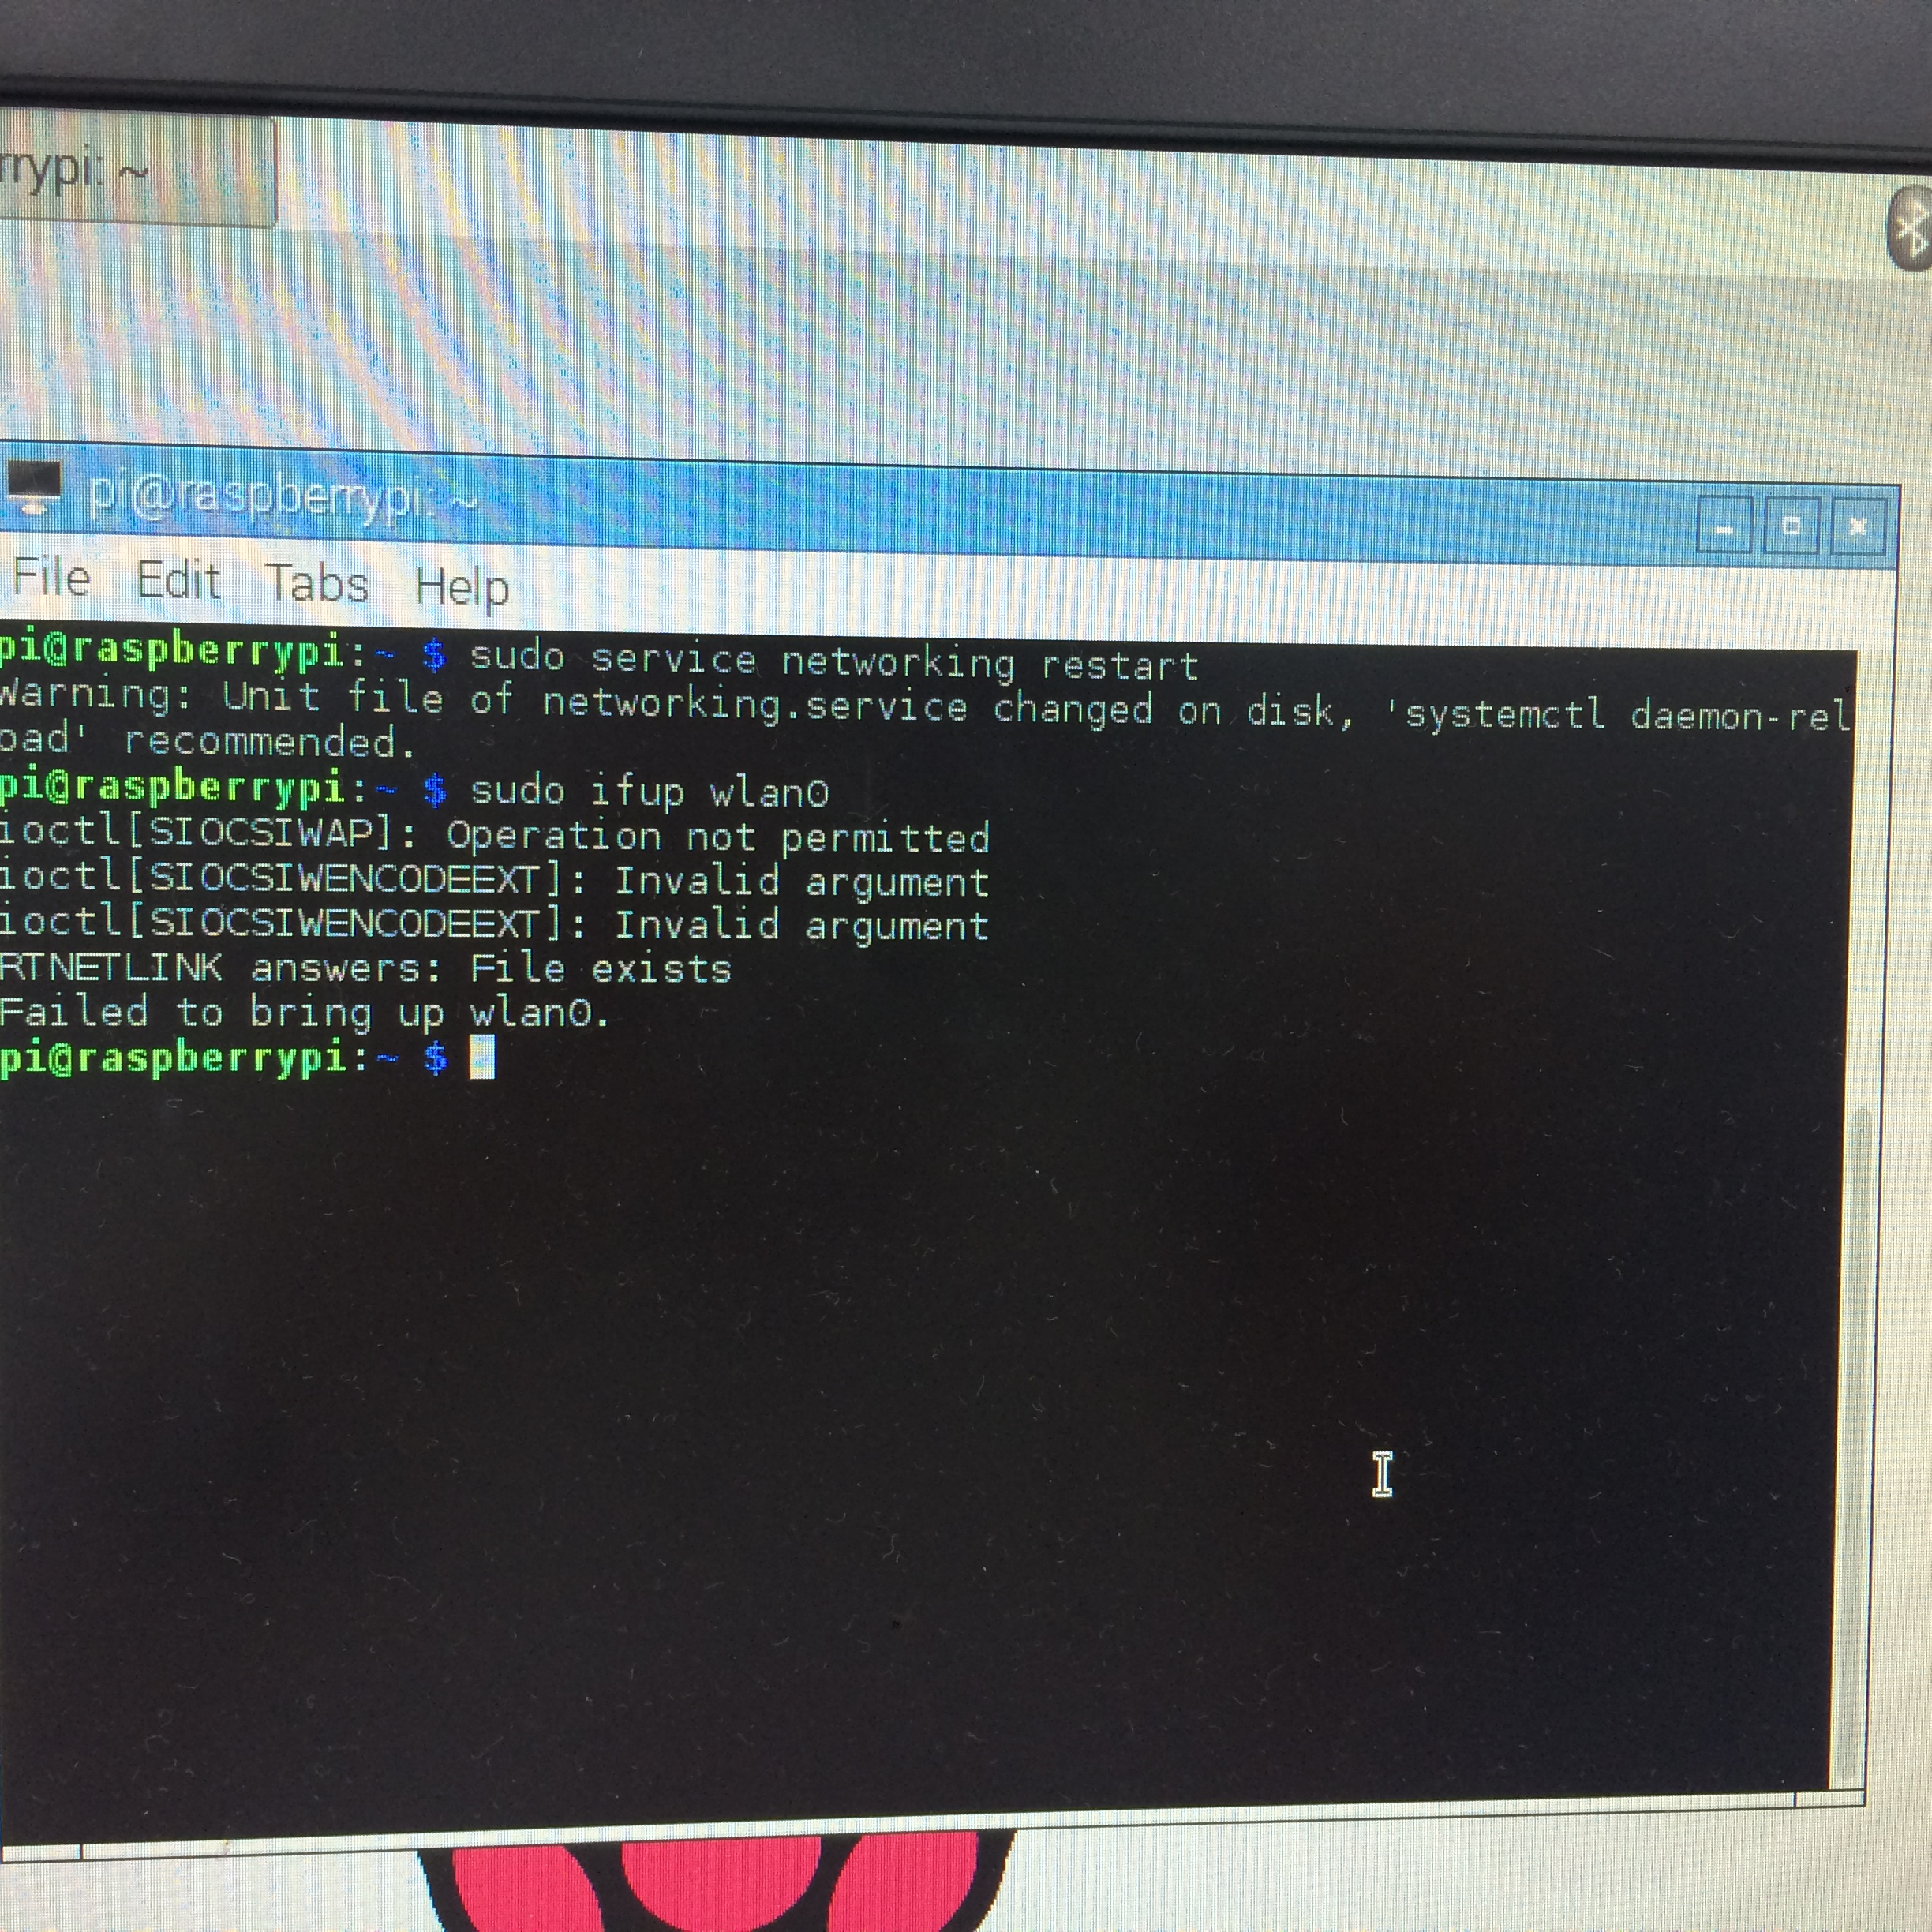 rrypi: ~
pi@raspberrypi: ~
File Edit Tabs Help
pi@raspberrypi:~ $ sudo service networking restart
Warning: Unit file of networking.service changed on disk, 'systemctl daemon-rel
oad' recommended.
pi@raspberrypi:~ $ sudo ifup wlan0
ioctl[SIOCSIWAP]: Operation not permitted
ioctl[SIOCSIWENCODEEXT]: Invalid argument
ioctl[SIOCSIWENCODEEXT]: Invalid argument
RTNETLINK answers: File exists
Failed to bring up wlan0.
pi@raspberrypi:~ $